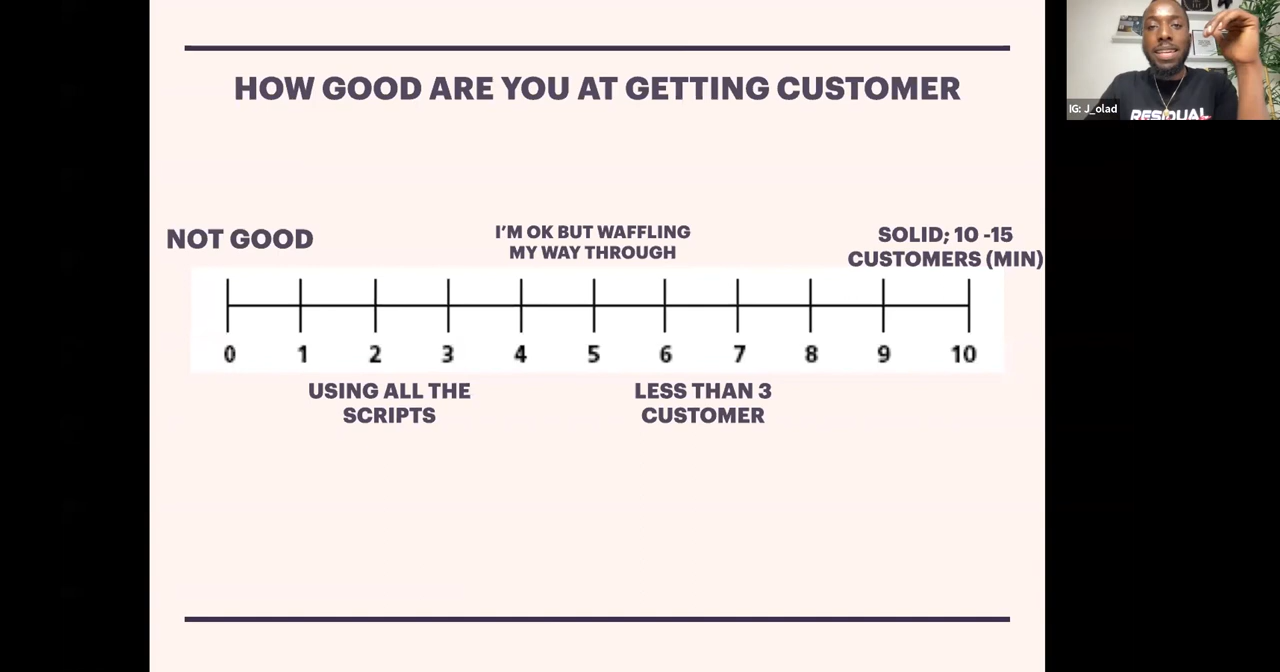 HOW GOOD ARE YOU AT GETTING CUSTOMER
NOT GOOD
I'M OK BUT WAFFLING
MY WAY THROUGH
SOLID; 10 -15
CUSTOMERS (MIN)
0 1 2 3 4 5 6 7 8 9 10
USING ALL THE
SCRIPTS
LESS THAN 3
CUSTOMER
IG: J_olad
RESIDUAL